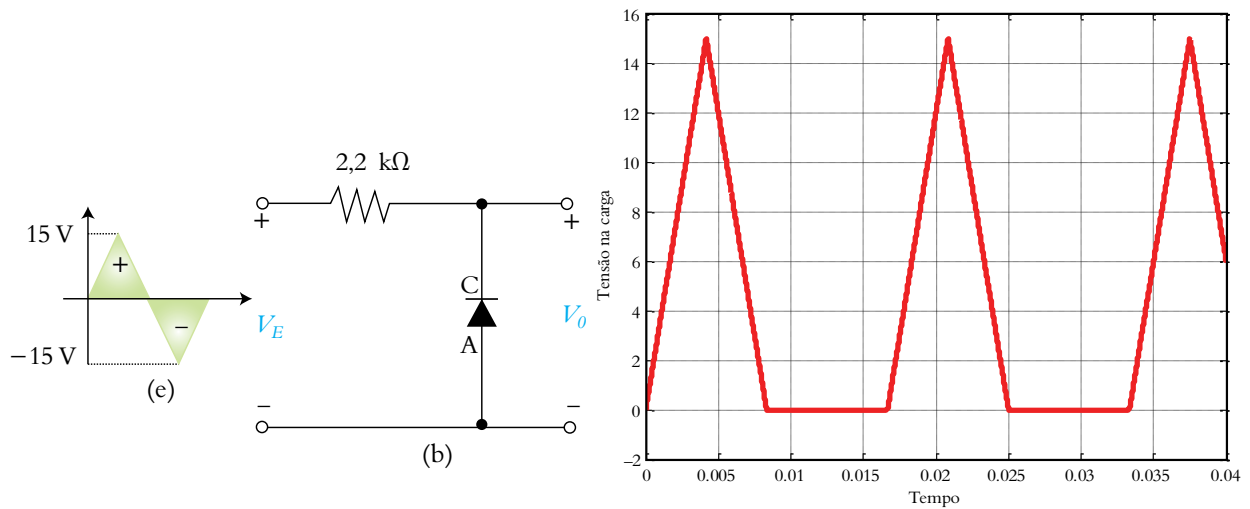 15 V
+
−
−15 V
(e)
V_E
2,2 kΩ
+
+
C
A
V_0
−
−
(b)
Tensão na carga
16
14
12
10
8
6
4
2
0
−2
0
0.005
0.01
0.015
0.02
0.025
0.03
0.035
0.04
Tempo